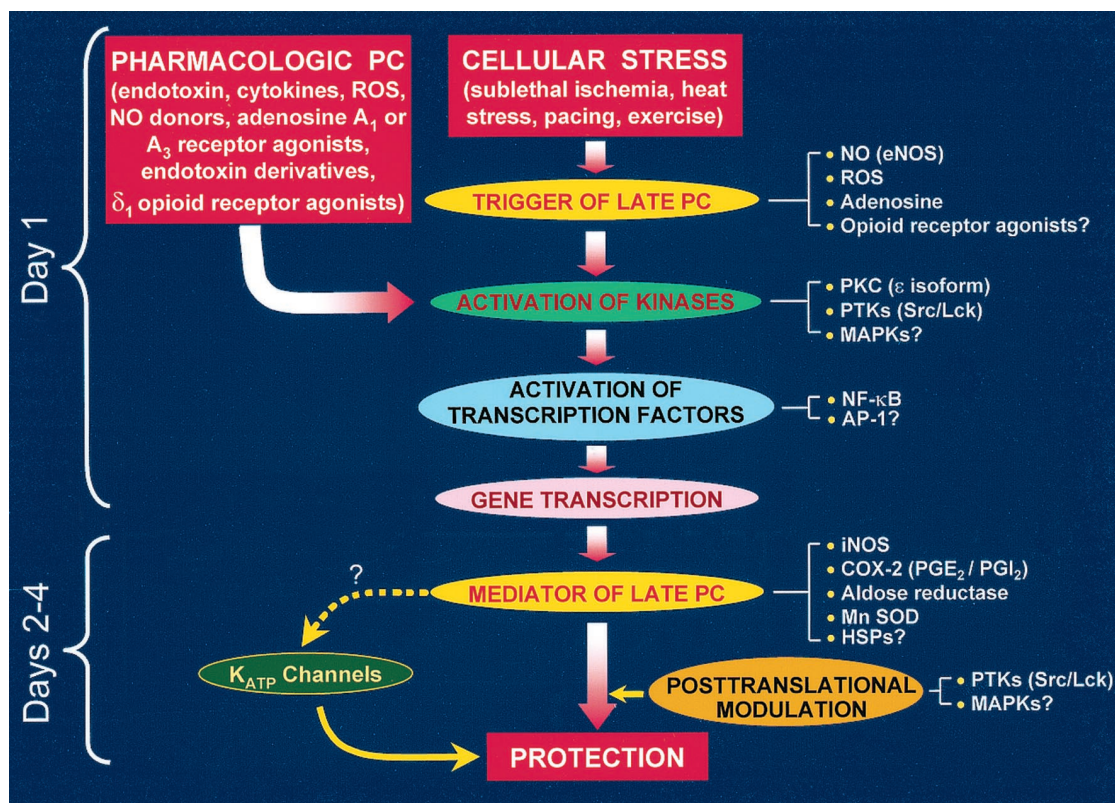 Day 1
PHARMACOLOGIC PC
(endotoxin, cytokines, ROS,
NO donors, adenosine A₁ or
A₃ receptor agonists,
endotoxin derivatives,
δ₁ opioid receptor agonists)
CELLULAR STRESS
(sublethal ischemia, heat
stress, pacing, exercise)
TRIGGER OF LATE PC
• NO (eNOS)
• ROS
• Adenosine
• Opioid receptor agonists?
ACTIVATION OF KINASES
• PKC (ε isoform)
• PTKs (Src/Lck)
• MAPKs?
ACTIVATION OF
TRANSCRIPTION FACTORS
• NF-κB
• AP-1?
GENE TRANSCRIPTION
Days 2-4
?
MEDIATOR OF LATE PC
• iNOS
• COX-2 (PGE₂ / PGI₂)
• Aldose reductase
• Mn SOD
• HSPs?
K_ATP Channels
POSTTRANSLATIONAL
MODULATION
• PTKs (Src/Lck)
• MAPKs?
PROTECTION